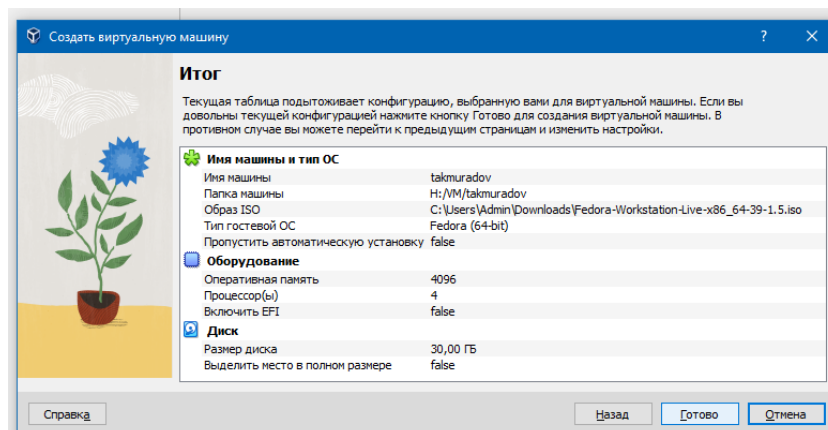 Создать виртуальную машину
?
Итог
Текущая таблица подытоживает конфигурацию, выбранную вами для виртуальной машины. Если вы
довольны текущей конфигурацией нажмите кнопку Готово для создания виртуальной машины. В
противном случае вы можете перейти к предыдущим страницам и изменить настройки.
Имя машины и тип ОС
Имя машины takmuradov
Папка машины H:/VM/takmuradov
Образ ISO C:\Users\Admin\Downloads\Fedora-Workstation-Live-x86_64-39-1.5.iso
Тип гостевой ОС Fedora (64-bit)
Пропустить автоматическую установку false
Оборудование
Оперативная память 4096
Процессор(ы) 4
Включить EFI false
Диск
Размер диска 30,00 ГБ
Выделить место в полном размере false
Справка Назад Готово Отмена